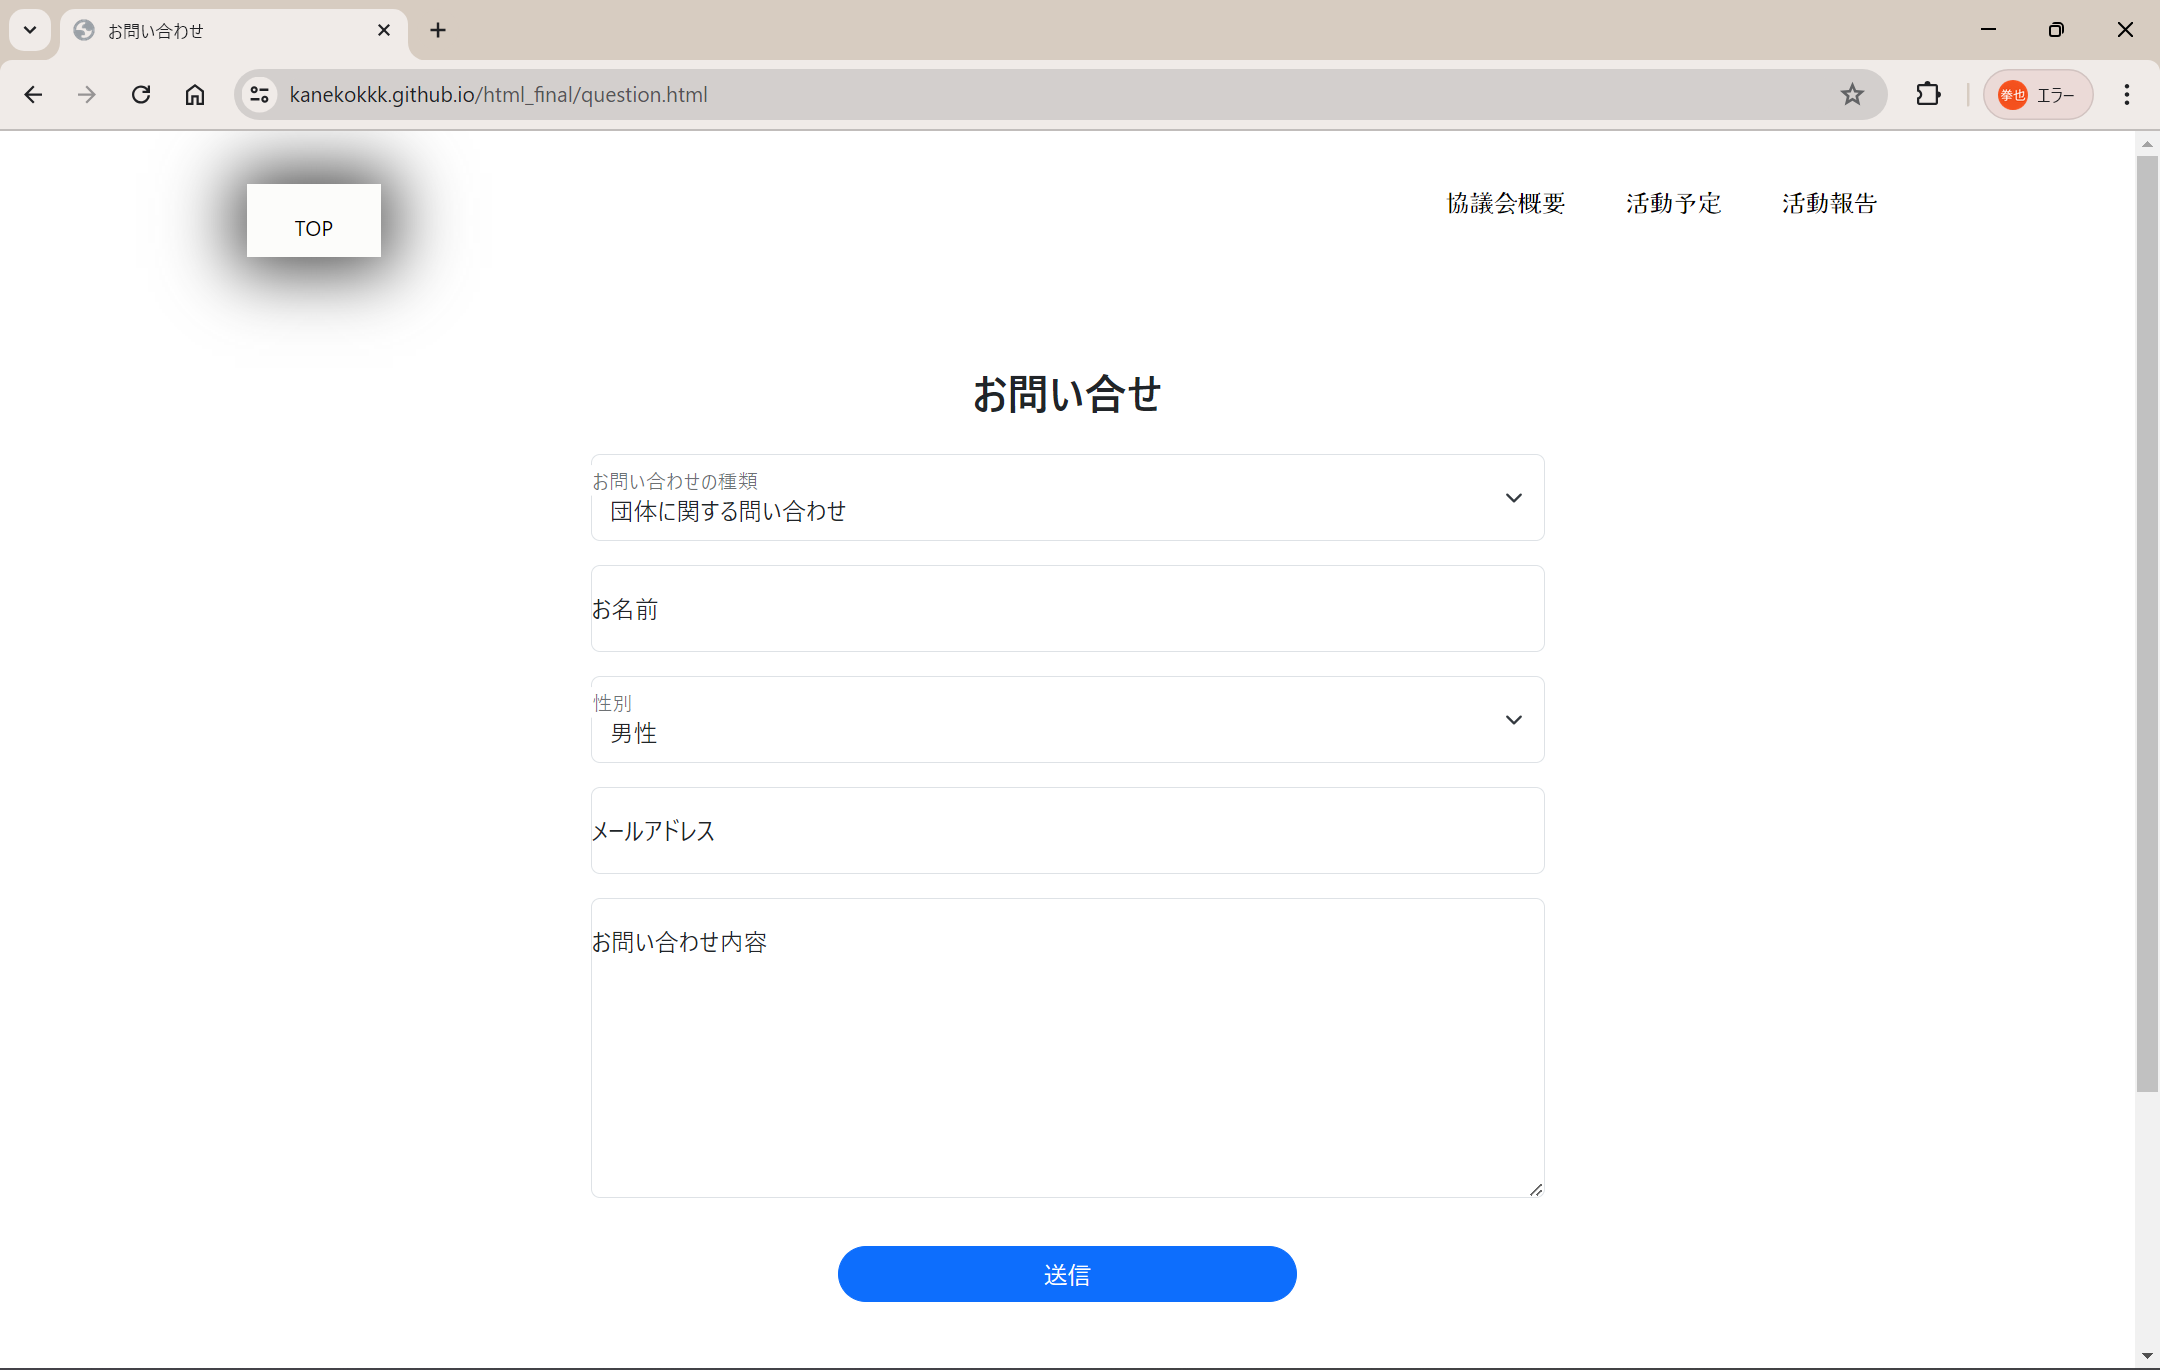 お問い合わせ
kanekokkk.github.io/html_final/question.html
拳也 エラー
TOP
協議会概要 活動予定 活動報告
お問い合せ
お問い合わせの種類
団体に関する問い合わせ
お名前
性別
男性
メールアドレス
お問い合わせ内容
送信